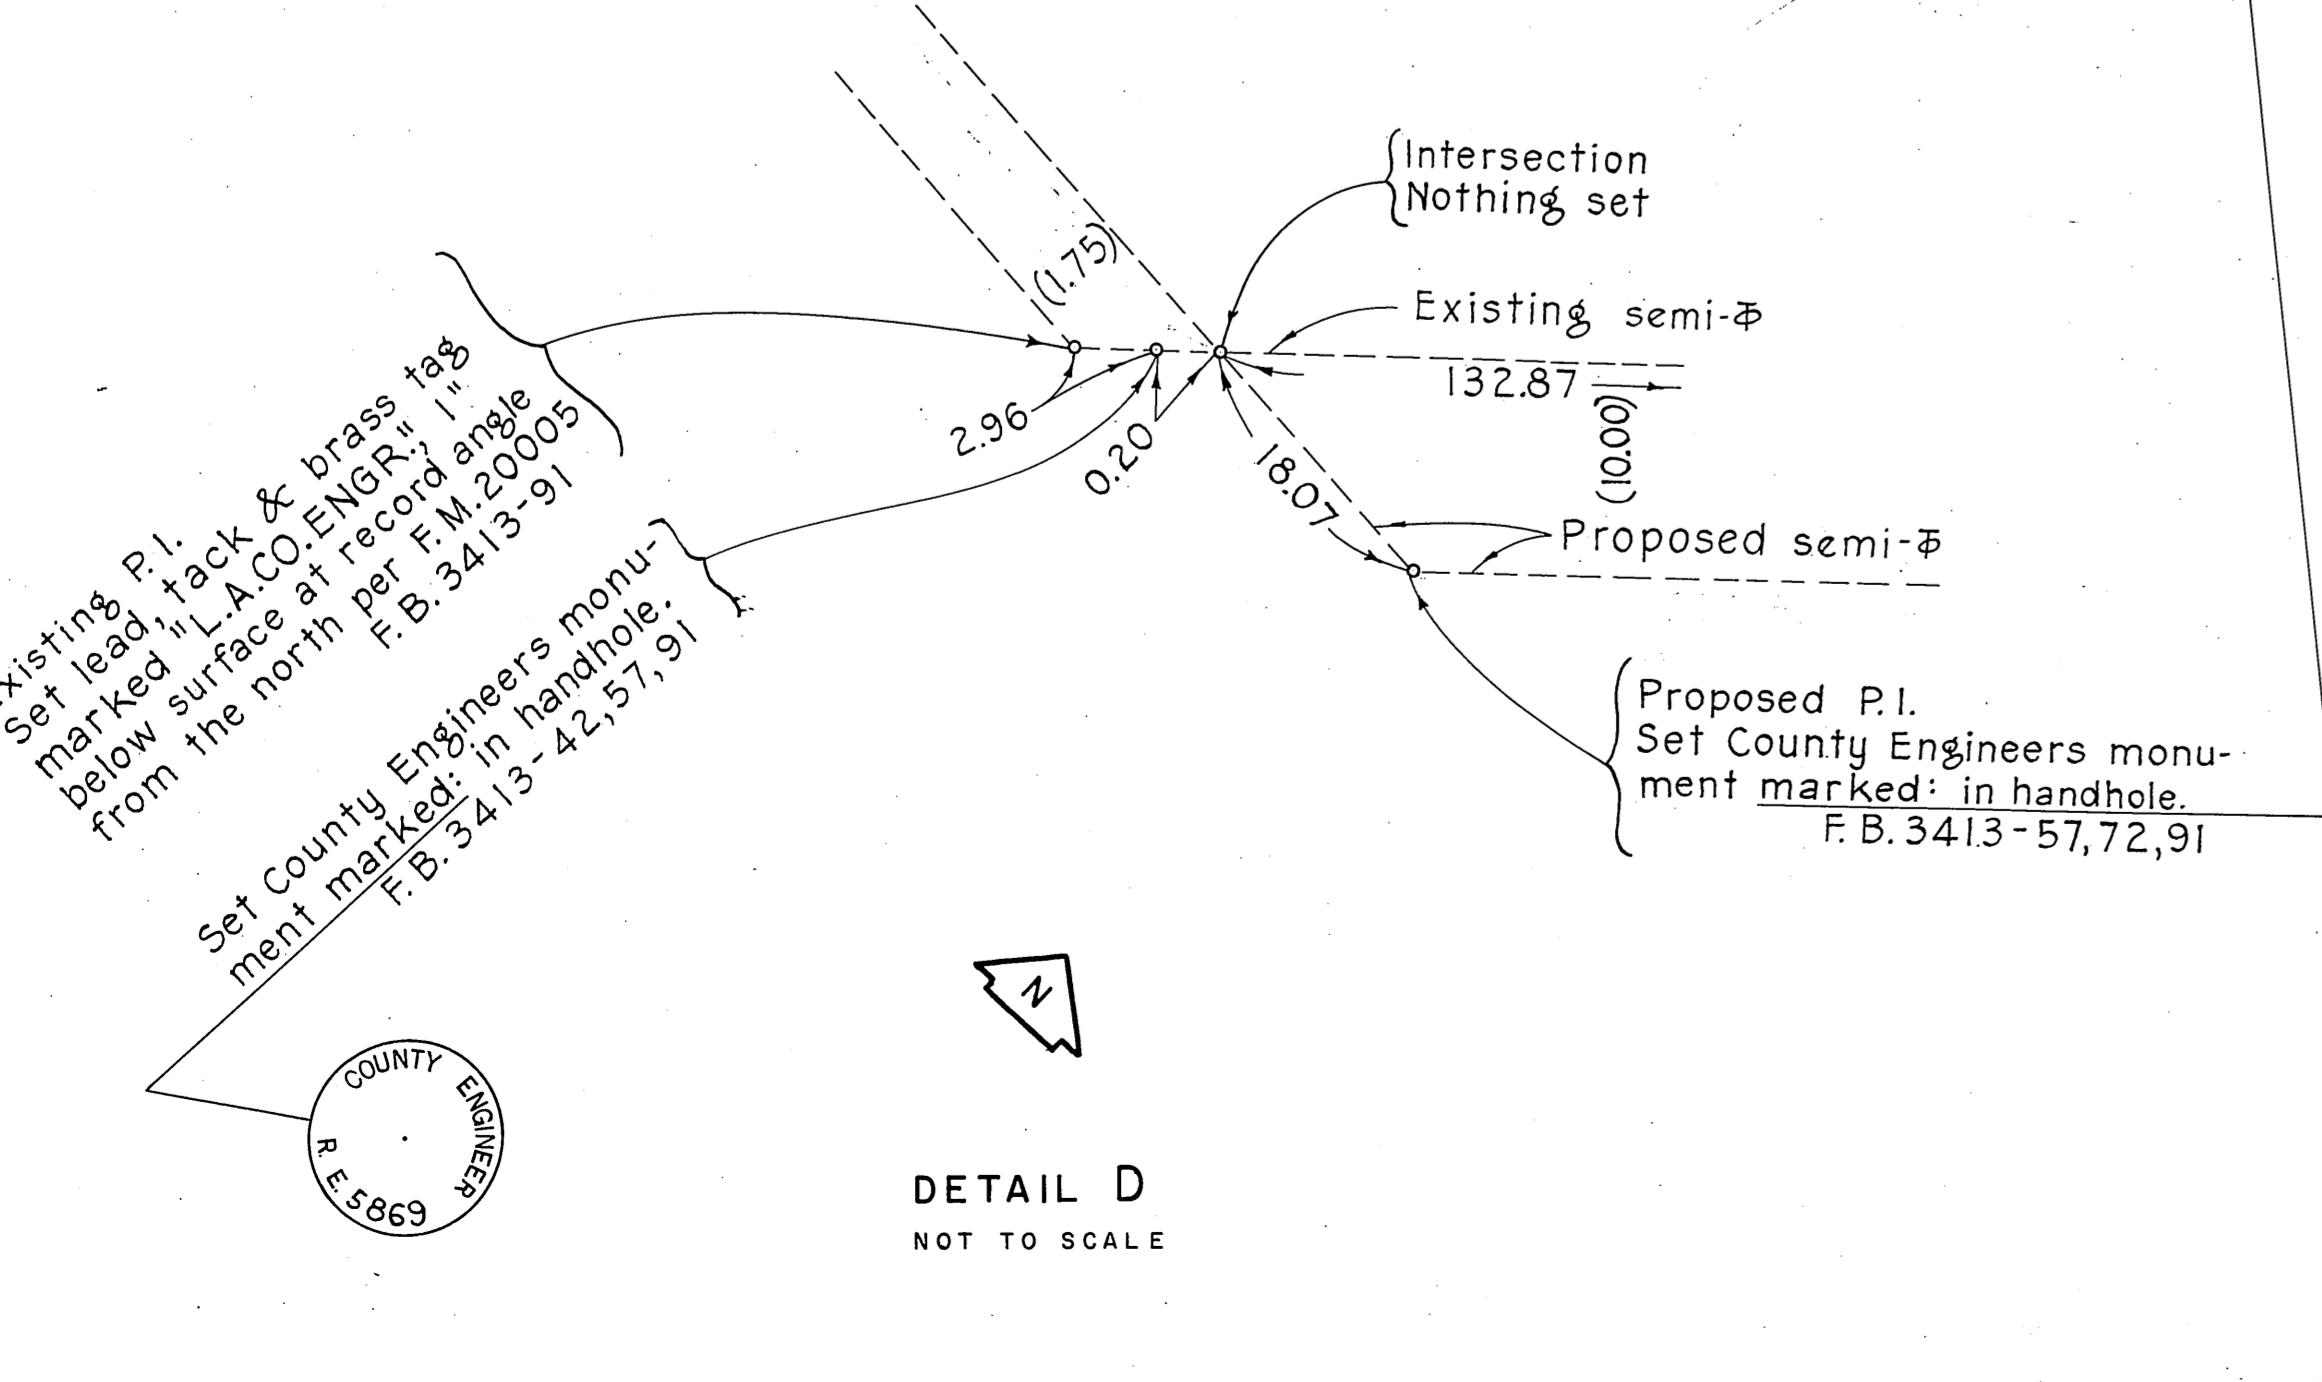 Intersection
Nothing set
(1.75)
Existing semi-℄
132.87
(10.00)
2.96
0.20
18.07
Proposed semi-℄
xisting P.I.
Set lead, tack & brass tag
marked "L.A.CO.ENGR.", 1"
below surface at record angle
from the north per F.M.20005
F.B. 3413-91
Set County Engineers monu-
ment marked: in handhole.
F.B. 3413-42,57,91
Proposed P.I.
Set County Engineers monu-
ment marked: in handhole.
F.B. 3413-57,72,91
N
COUNTY ENGINEER
R.E. 5869
DETAIL D
NOT TO SCALE